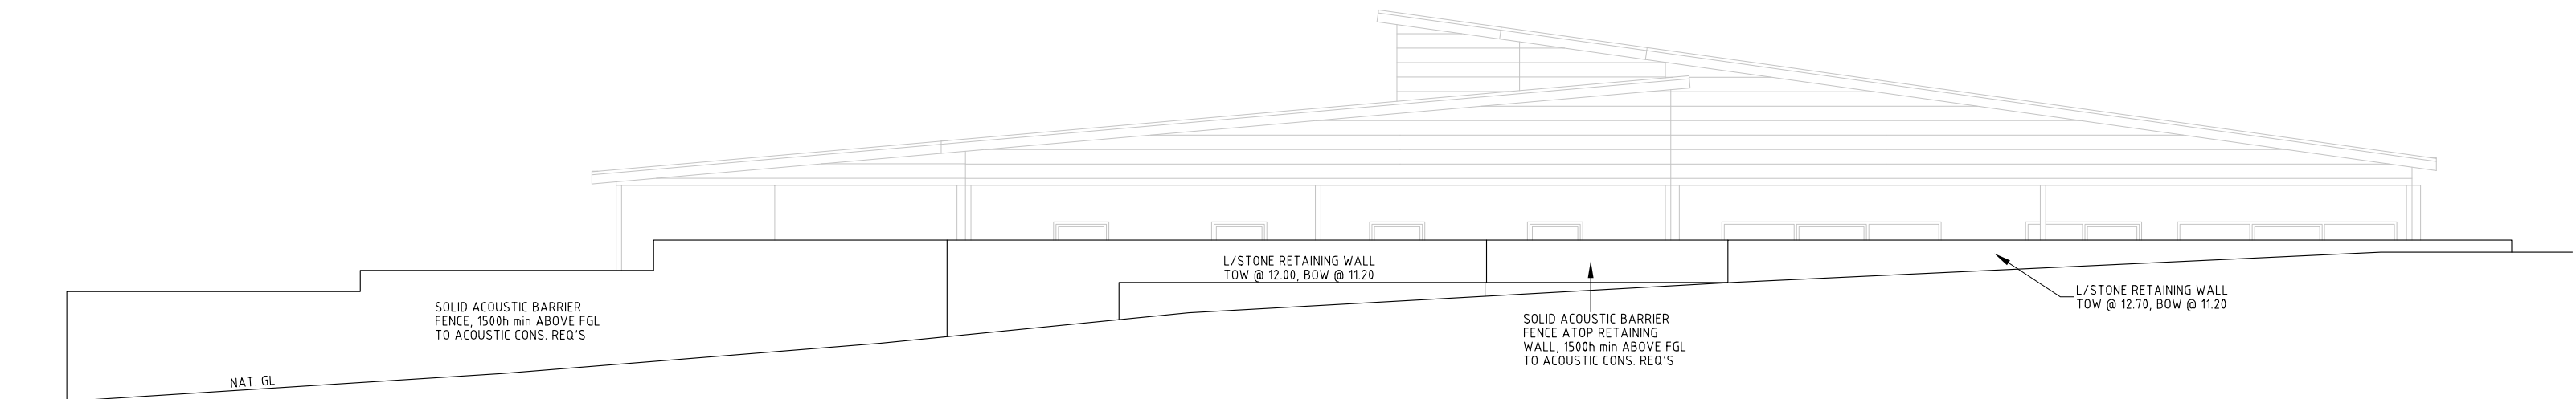 L/STONE RETAINING WALL
TOW @ 12.00, BOW @ 11.20
SOLID ACOUSTIC BARRIER
FENCE, 1500h min ABOVE FGL
TO ACOUSTIC CONS. REQ'S
SOLID ACOUSTIC BARRIER
FENCE ATOP RETAINING
WALL, 1500h min ABOVE FGL
TO ACOUSTIC CONS. REQ'S
L/STONE RETAINING WALL
TOW @ 12.70, BOW @ 11.20
NAT. GL